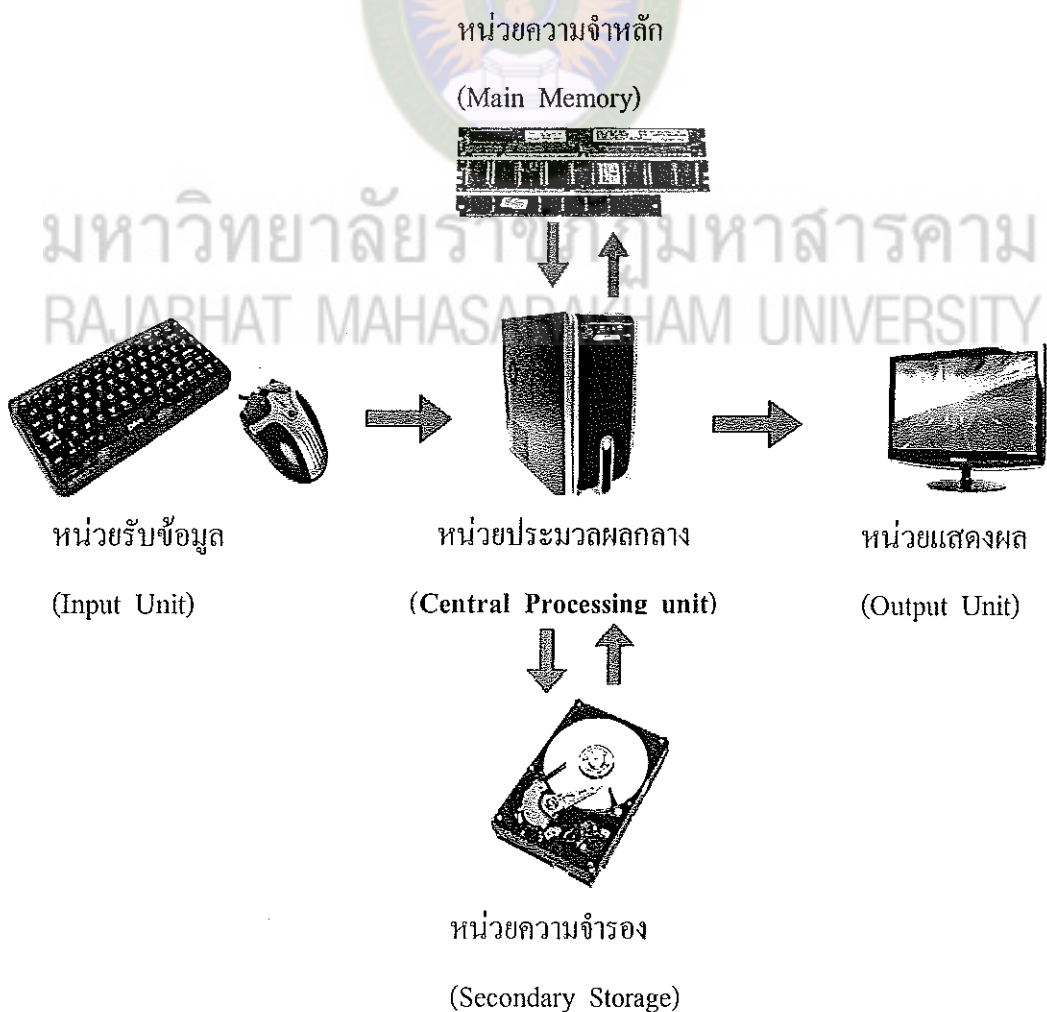 หน่วยความจำหลัก
(Main Memory)
มหาวิทยาลัยราชภัฏมหาสารคาม
RAJABHAT MAHASARAKHAM UNIVERSITY
หน่วยรับข้อมูล
(Input Unit)
หน่วยประมวลผลกลาง
(Central Processing unit)
หน่วยแสดงผล
(Output Unit)
หน่วยความจำรอง
(Secondary Storage)